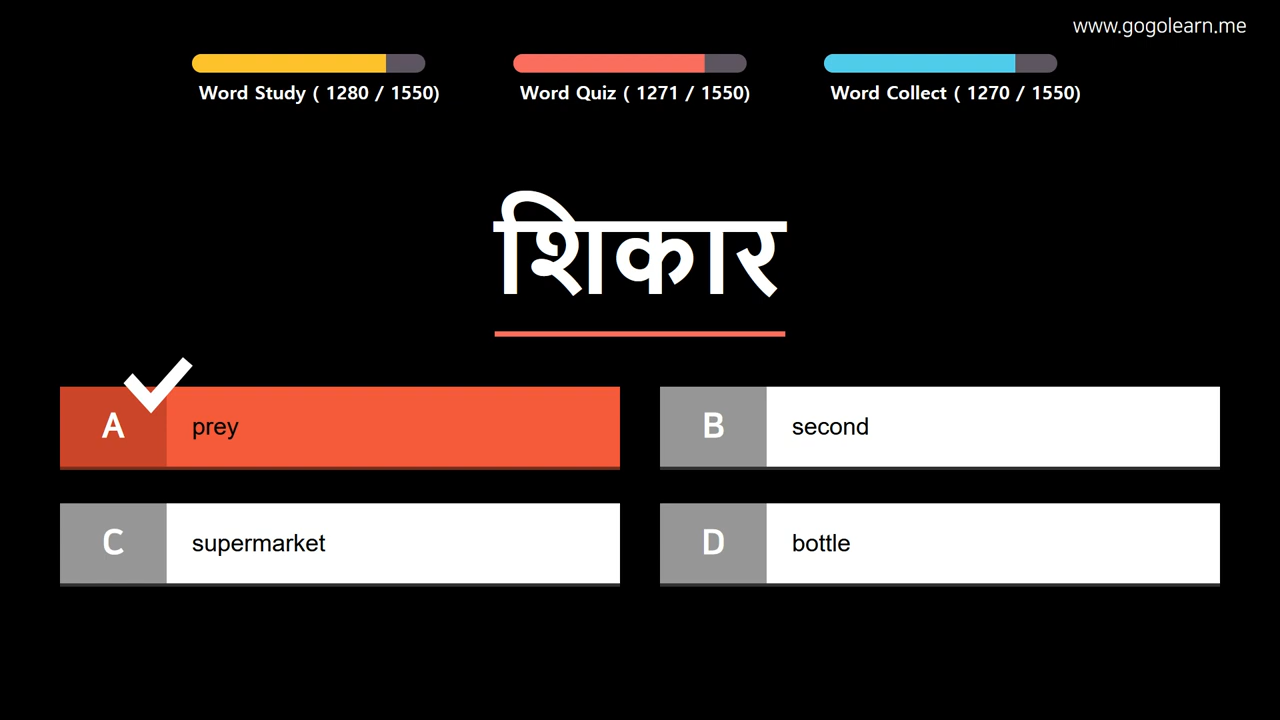 www.gogolearn.me
Word Study ( 1280 / 1550)
Word Quiz ( 1271 / 1550)
Word Collect ( 1270 / 1550)
शिकार
A prey
B second
C supermarket
D bottle